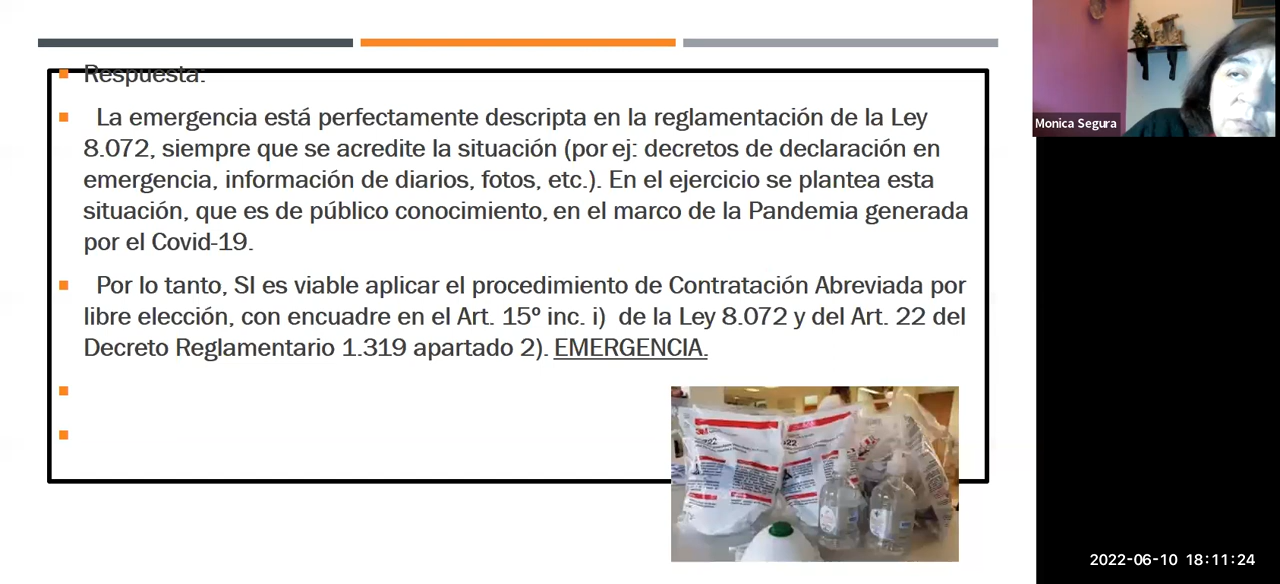 Respuesta:
La emergencia está perfectamente descripta en la reglamentación de la Ley
8.072, siempre que se acredite la situación (por ej: decretos de declaración en
emergencia, información de diarios, fotos, etc.). En el ejercicio se plantea esta
situación, que es de público conocimiento, en el marco de la Pandemia generada
por el Covid-19.
Por lo tanto, SI es viable aplicar el procedimiento de Contratación Abreviada por
libre elección, con encuadre en el Art. 15º inc. i) de la Ley 8.072 y del Art. 22 del
Decreto Reglamentario 1.319 apartado 2). EMERGENCIA.
Monica Segura
3M
2022-06-10 18:11:24